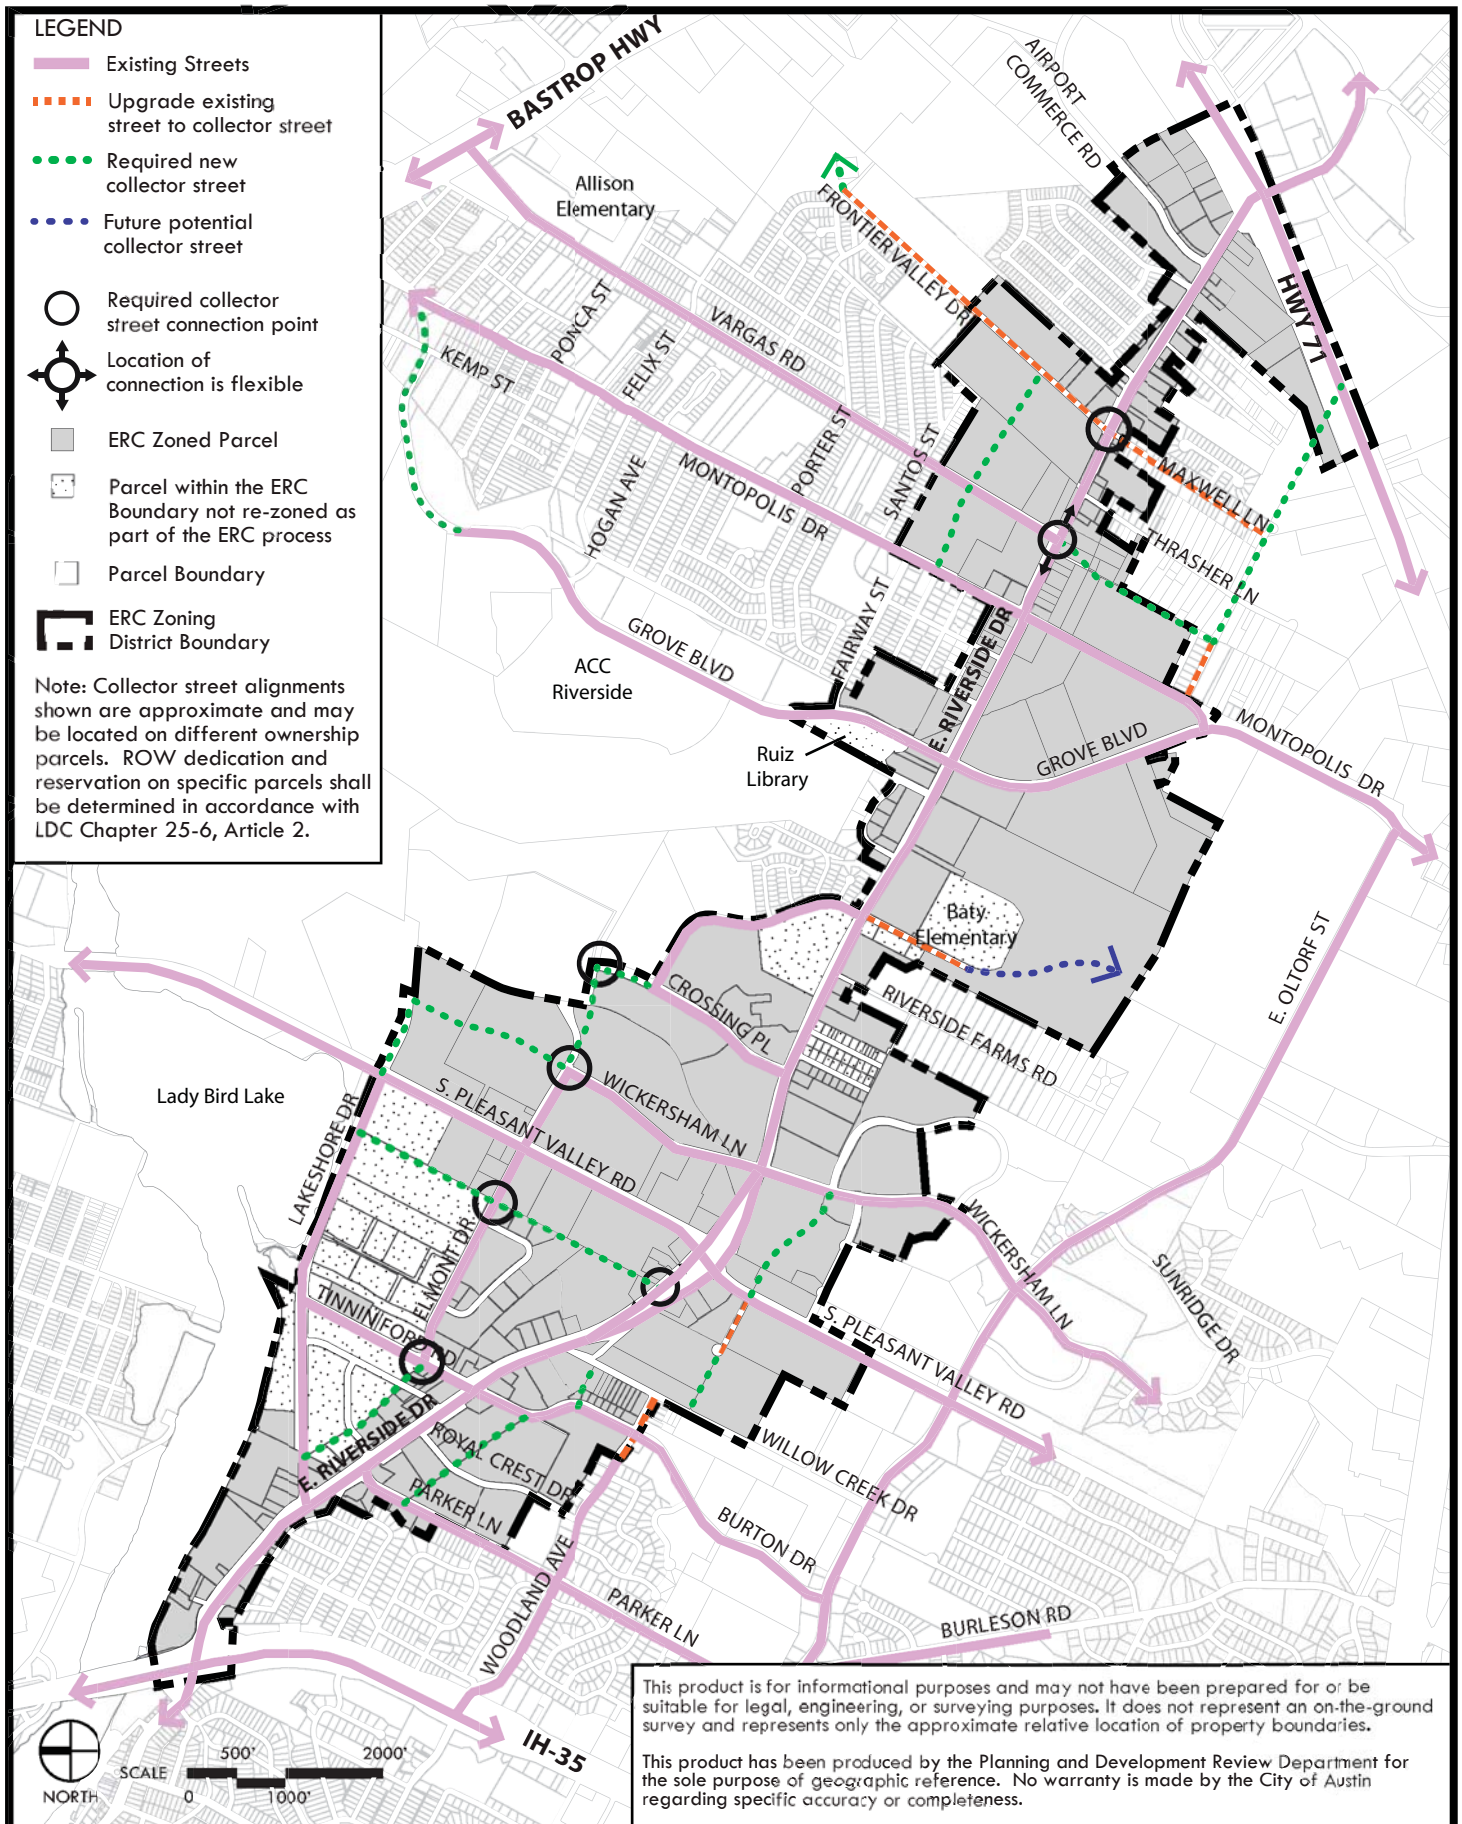 LEGEND
Existing Streets
Upgrade existing
street to collector street
Required new
collector street
Future potential
collector street
Required collector
street connection point
Location of
connection is flexible
ERC Zoned Parcel
Parcel within the ERC
Boundary not re-zoned as
part of the ERC process
Parcel Boundary
ERC Zoning
District Boundary
Note: Collector street alignments
shown are approximate and may
be located on different ownership
parcels. ROW dedication and
reservation on specific parcels shall
be determined in accordance with
LDC Chapter 25-6, Article 2.
BASTROP HWY
AIRPORT
COMMERCE RD
Allison
Elementary
FRONTIER VALLEY DR
HWY 71
VARGAS RD
PONCA ST
FELIX ST
KEMP ST
PORTER ST
SANTOS ST
MONTOPOLIS DR
HOGAN AVE
MAXWELL LN
THRASHER LN
FAIRWAY ST
GROVE BLVD
ACC
Riverside
E. RIVERSIDE DR
Ruiz
Library
GROVE BLVD
MONTOPOLIS DR
Baty
Elementary
E. OLTORF ST
RIVERSIDE FARMS RD
CROSSING PL
WICKERSHAM LN
S. PLEASANT VALLEY RD
Lady Bird Lake
LAKESHORE DR
ELMONT DR
TINNIN FORD RD
WICKERSHAM LN
SUNRIDGE DR
S. PLEASANT VALLEY RD
E. RIVERSIDE DR
ROYAL CREST DR
PARKER LN
WILLOW CREEK DR
BURTON DR
WOODLAND AVE
PARKER LN
BURLESON RD
IH-35
NORTH
SCALE
500'
2000'
0
1000'
This product is for informational purposes and may not have been prepared for or be
suitable for legal, engineering, or surveying purposes. It does not represent an on-the-ground
survey and represents only the approximate relative location of property boundaries.
This product has been produced by the Planning and Development Review Department for
the sole purpose of geographic reference. No warranty is made by the City of Austin
regarding specific accuracy or completeness.